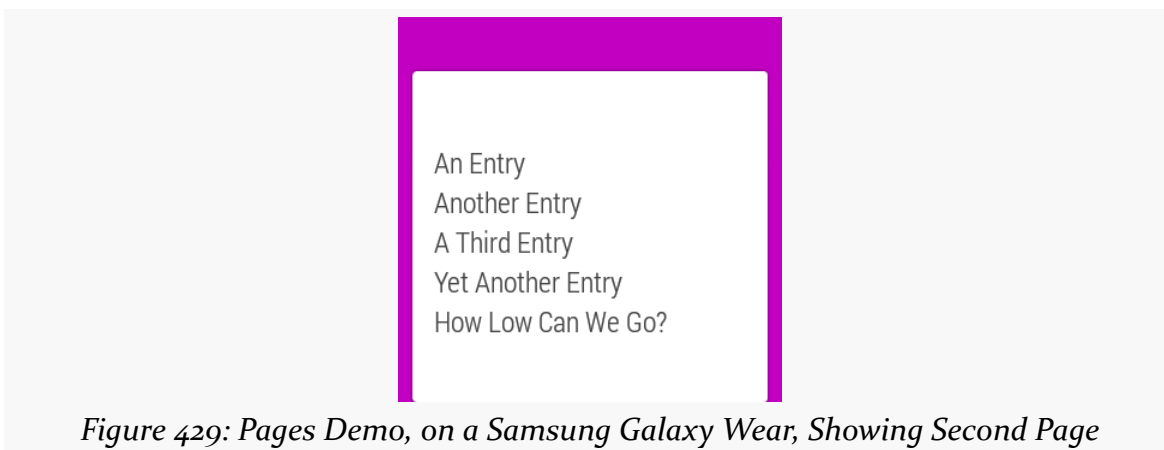 An Entry
Another Entry
A Third Entry
Yet Another Entry
How Low Can We Go?
Figure 429: Pages Demo, on a Samsung Galaxy Wear, Showing Second Page